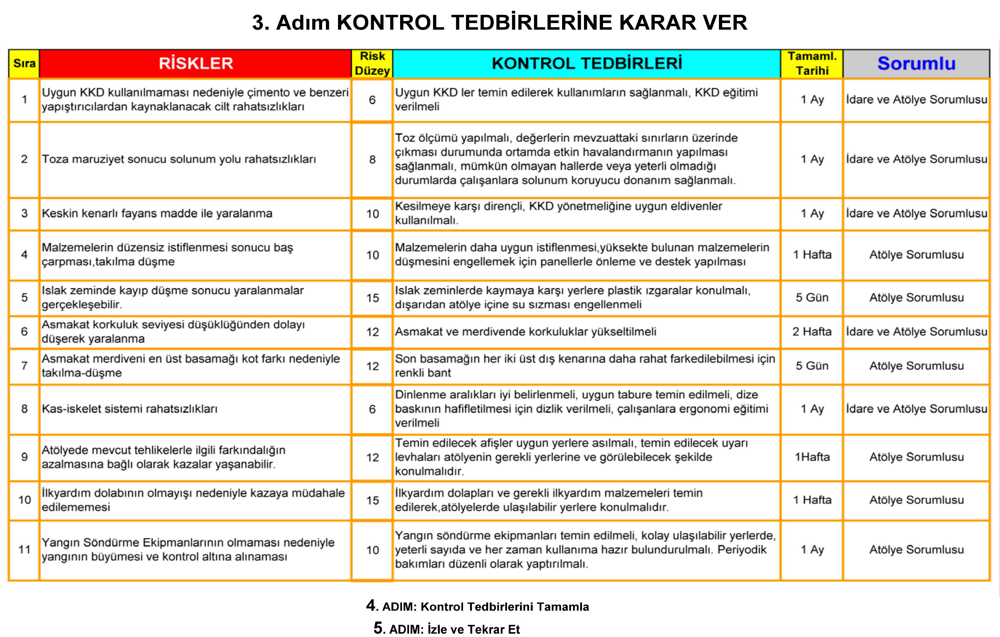 3. Adım KONTROL TEDBİRLERİNE KARAR VER
Sıra
RİSKLER
Risk
Düzey
KONTROL TEDBİRLERİ
Tamaml.
Tarihi
Sorumlu
1
Uygun KKD kullanılmaması nedeniyle çimento ve benzeri
yapıştırıcılardan kaynaklanacak cilt rahatsızlıkları
6
Uygun KKD ler temin edilerek kullanımların sağlanmalı, KKD eğitimi
verilmeli
1 Ay
İdare ve Atölye Sorumlusu
2
Toza maruziyet sonucu solunum yolu rahatsızlıkları
8
Toz ölçümü yapılmalı, değerlerin mevzuattaki sınırların üzerinde
çıkması durumunda ortamda etkin havalandırmanın yapılması
sağlanmalı, mümkün olmayan hallerde veya yeterli olmadığı
durumlarda çalışanlara solunum koruyucu donanım sağlanmalı.
1 Ay
İdare ve Atölye Sorumlusu
3
Keskin kenarlı fayans madde ile yaralanma
10
Kesilmeye karşı dirençli, KKD yönetmeliğine uygun eldivenler
kullanılmalı.
1 Ay
İdare ve Atölye Sorumlusu
4
Malzemelerin düzensiz istiflenmesi sonucu baş
çarpması,takılma düşme
10
Malzemelerin daha uygun istiflenmesi,yüksekte bulunan malzemelerin
düşmesini engellemek için panellerle önleme ve destek yapılması
1 Hafta
Atölye Sorumlusu
5
Islak zeminde kayıp düşme sonucu yaralanmalar
gerçekleşebilir.
15
Islak zeminlerde kaymaya karşı yerlere plastik ızgaralar konulmalı,
dışarıdan atölye içine su sızması engellenmeli
5 Gün
Atölye Sorumlusu
6
Asmakat korkuluk seviyesi düşüklüğünden dolayı
düşerek yaralanma
12
Asmakat ve merdivende korkuluklar yükseltilmeli
2 Hafta
İdare ve Atölye Sorumlusu
7
Asmakat merdiveni en üst basamağı kot farkı nedeniyle
takılma-düşme
12
Son basamağın her iki üst dış kenarına daha rahat farkedilebilmesi için
renkli bant
5 Gün
Atölye Sorumlusu
8
Kas-iskelet sistemi rahatsızlıkları
6
Dinlenme aralıkları iyi belirlenmeli, uygun tabure temin edilmeli, dize
baskının hafifletilmesi için dizlik verilmeli, çalışanlara ergonomi eğitimi
verilmeli
1 Ay
İdare ve Atölye Sorumlusu
9
Atölyede mevcut tehlikelerle ilgili farkındalığın
azalmasına bağlı olarak kazalar yaşanabilir.
12
Temin edilecek afişler uygun yerlere asılmalı, temin edilecek uyarı
levhaları atölyenin gerekli yerlerine ve görülebilecek şekilde
konulmalıdır.
1Hafta
Atölye Sorumlusu
10
İlkyardım dolabının olmayışı nedeniyle kazaya müdahale
edilememesi
15
İlkyardım dolapları ve gerekli ilkyardım malzemeleri temin
edilerek,atölyelerde ulaşılabilir yerlere konulmalıdır.
1 Hafta
Atölye Sorumlusu
11
Yangın Söndürme Ekipmanlarının olmaması nedeniyle
yangının büyümesi ve kontrol altına alınaması
10
Yangın söndürme ekipmanları temin edilmeli, kolay ulaşılabilir yerlerde,
yeterli sayıda ve her zaman kullanıma hazır bulundurulmalı. Periyodik
bakımları düzenli olarak yaptırılmalı.
1 Ay
Atölye Sorumlusu
4. ADIM: Kontrol Tedbirlerini Tamamla
5. ADIM: İzle ve Tekrar Et